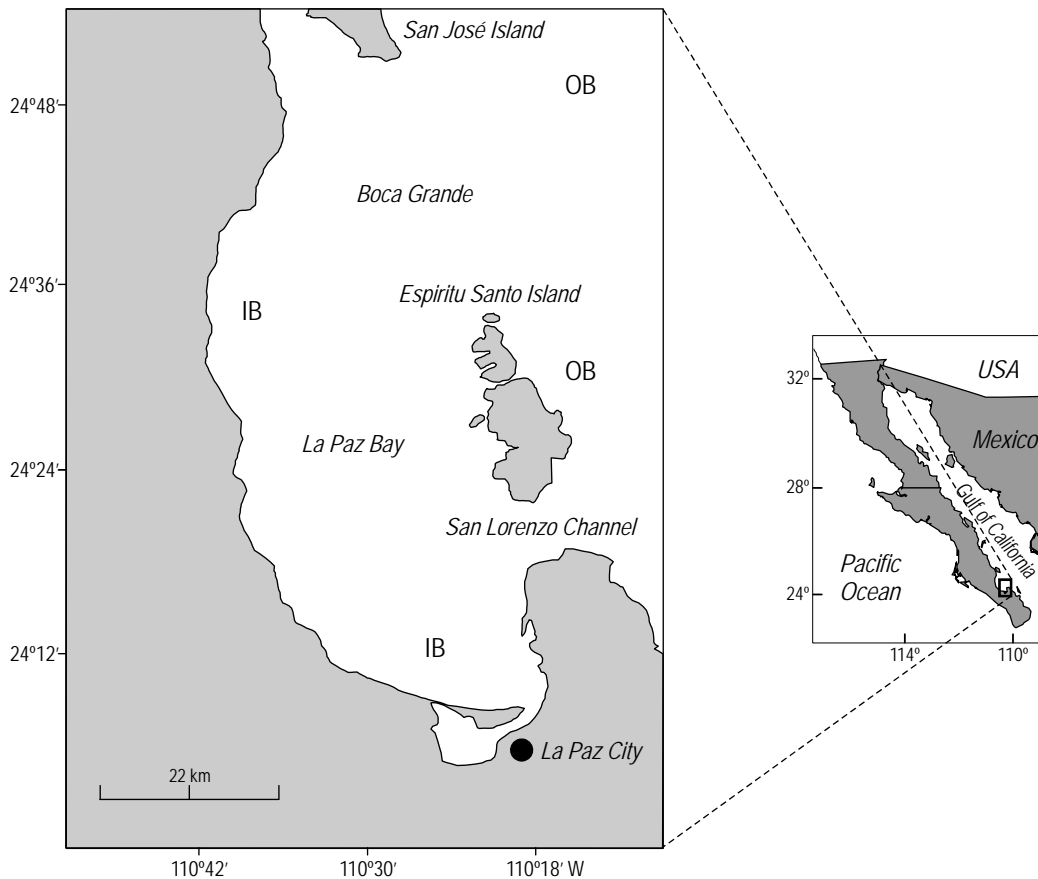 San José Island
OB
24º48′
Boca Grande
24º36′
Espiritu Santo Island
IB
OB
La Paz Bay
24º24′
San Lorenzo Channel
IB
24º12′
La Paz City
22 km
110º42′
110º30′
110º18′ W
USA
32º
Mexico
28º
Gulf of California
Pacific
Ocean
24º
114º
110º